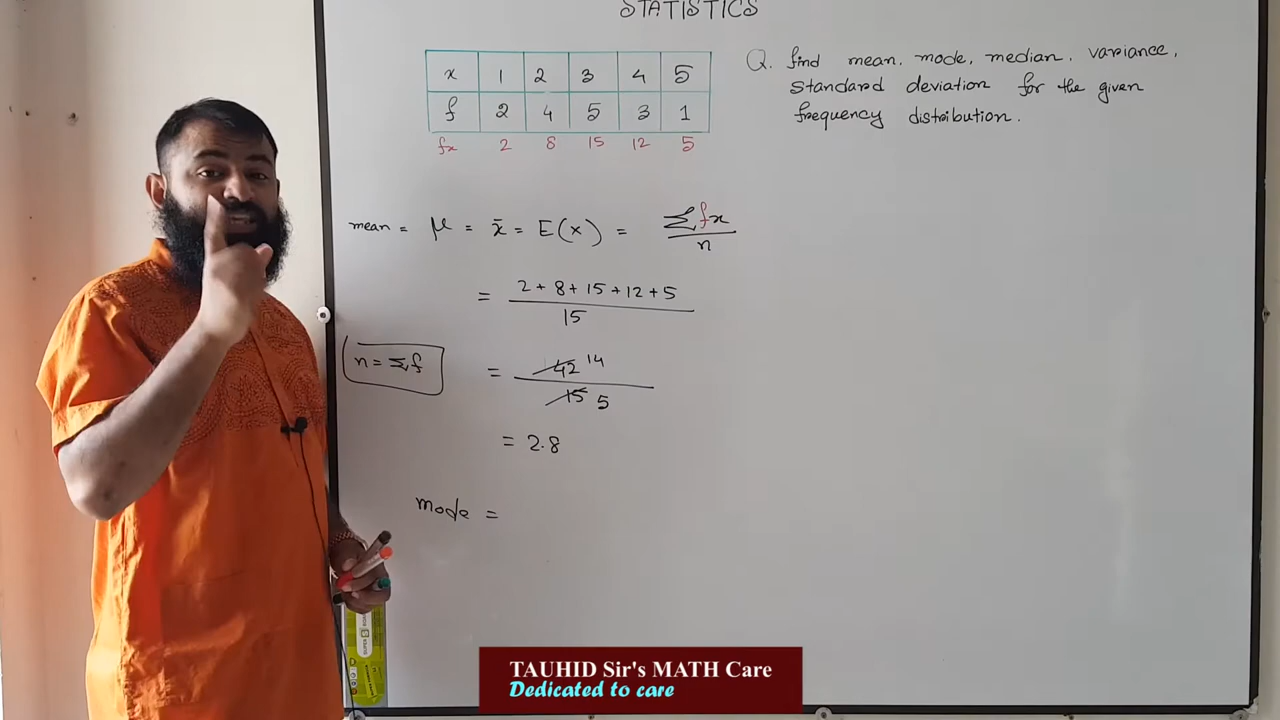 STATISTICS
x 1 2 3 4 5
f 2 4 5 3 1
fx 2 8 15 12 5
Q. find mean, mode, median, variance,
standard deviation for the given
frequency distribution.
mean = μ = x̄ = E(x) = Σfx / n
= 2 + 8 + 15 + 12 + 5 / 15
n = Σf
= 42 14 / 15 5
= 2.8
mode =
TAUHID Sir's MATH Care
Dedicated to care